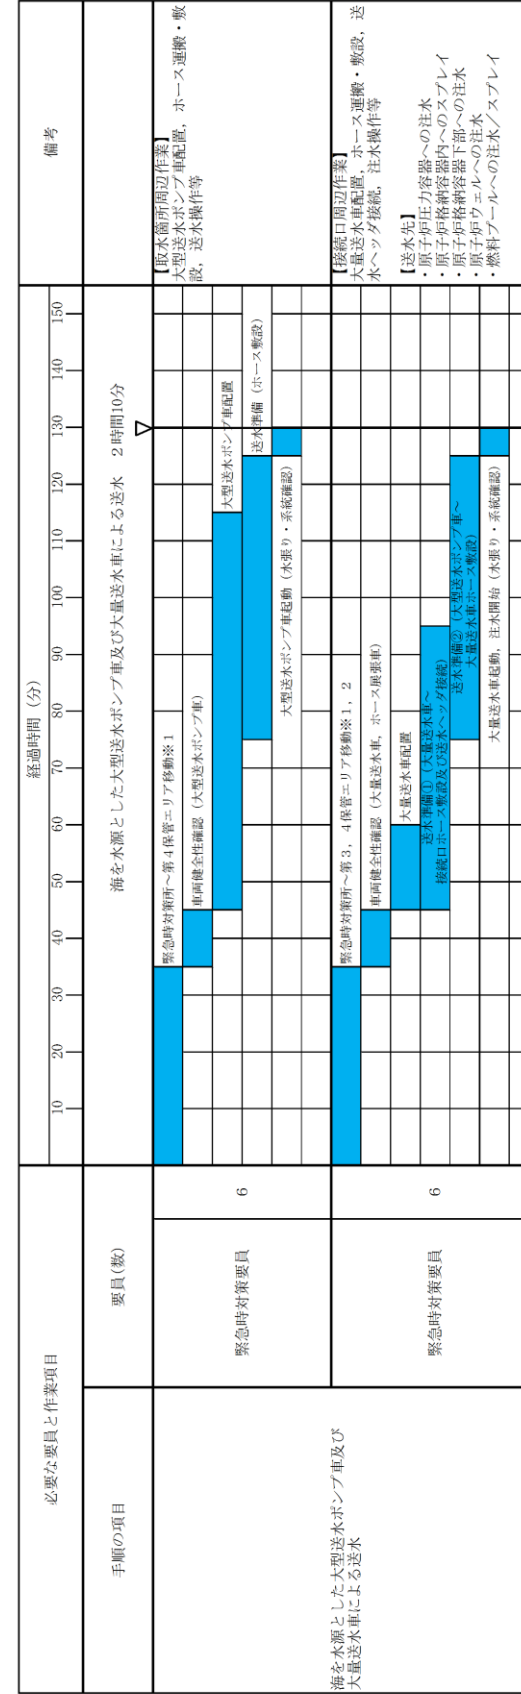 必要な要員と作業項目
経過時間（分）
備考
手順の項目
要員(数)
10 20 30 40 50 60 70 80 90 100 110 120 130 140 150
海を水源とした大型送水ポンプ車及び大量送水車による送水　2時間10分
▽
海を水源とした大型送水ポンプ車及び
大量送水車による送水
緊急時対策要員
6
緊急時対策所～第4保管エリア移動※1
車両健全性確認（大型送水ポンプ車）
大型送水ポンプ車配置
送水準備（ホース敷設）
大型送水ポンプ車起動（水張り・系統確認）
【取水箇所周辺作業】
大型送水ポンプ車配置，ホース運搬・敷
設，送水操作等
緊急時対策要員
6
緊急時対策所～第3，4保管エリア移動※1，2
車両健全性確認（大量送水車，ホース展張車）
大量送水車配置
送水準備①（大量送水車～
接続口ホース敷設及び送水ヘッダ接続）
送水準備②（大型送水ポンプ車～
大量送水車ホース敷設）
大量送水車起動，注水開始（水張り・系統確認）
【接続口周辺作業】
大量送水車配置，ホース運搬・敷設，送
水ヘッダ接続，注水操作等
【送水先】
・原子炉圧力容器への注水
・原子炉格納容器内へのスプレイ
・原子炉格納容器下部への注水
・原子炉ウェルへの注水
・燃料プールへの注水／スプレイ